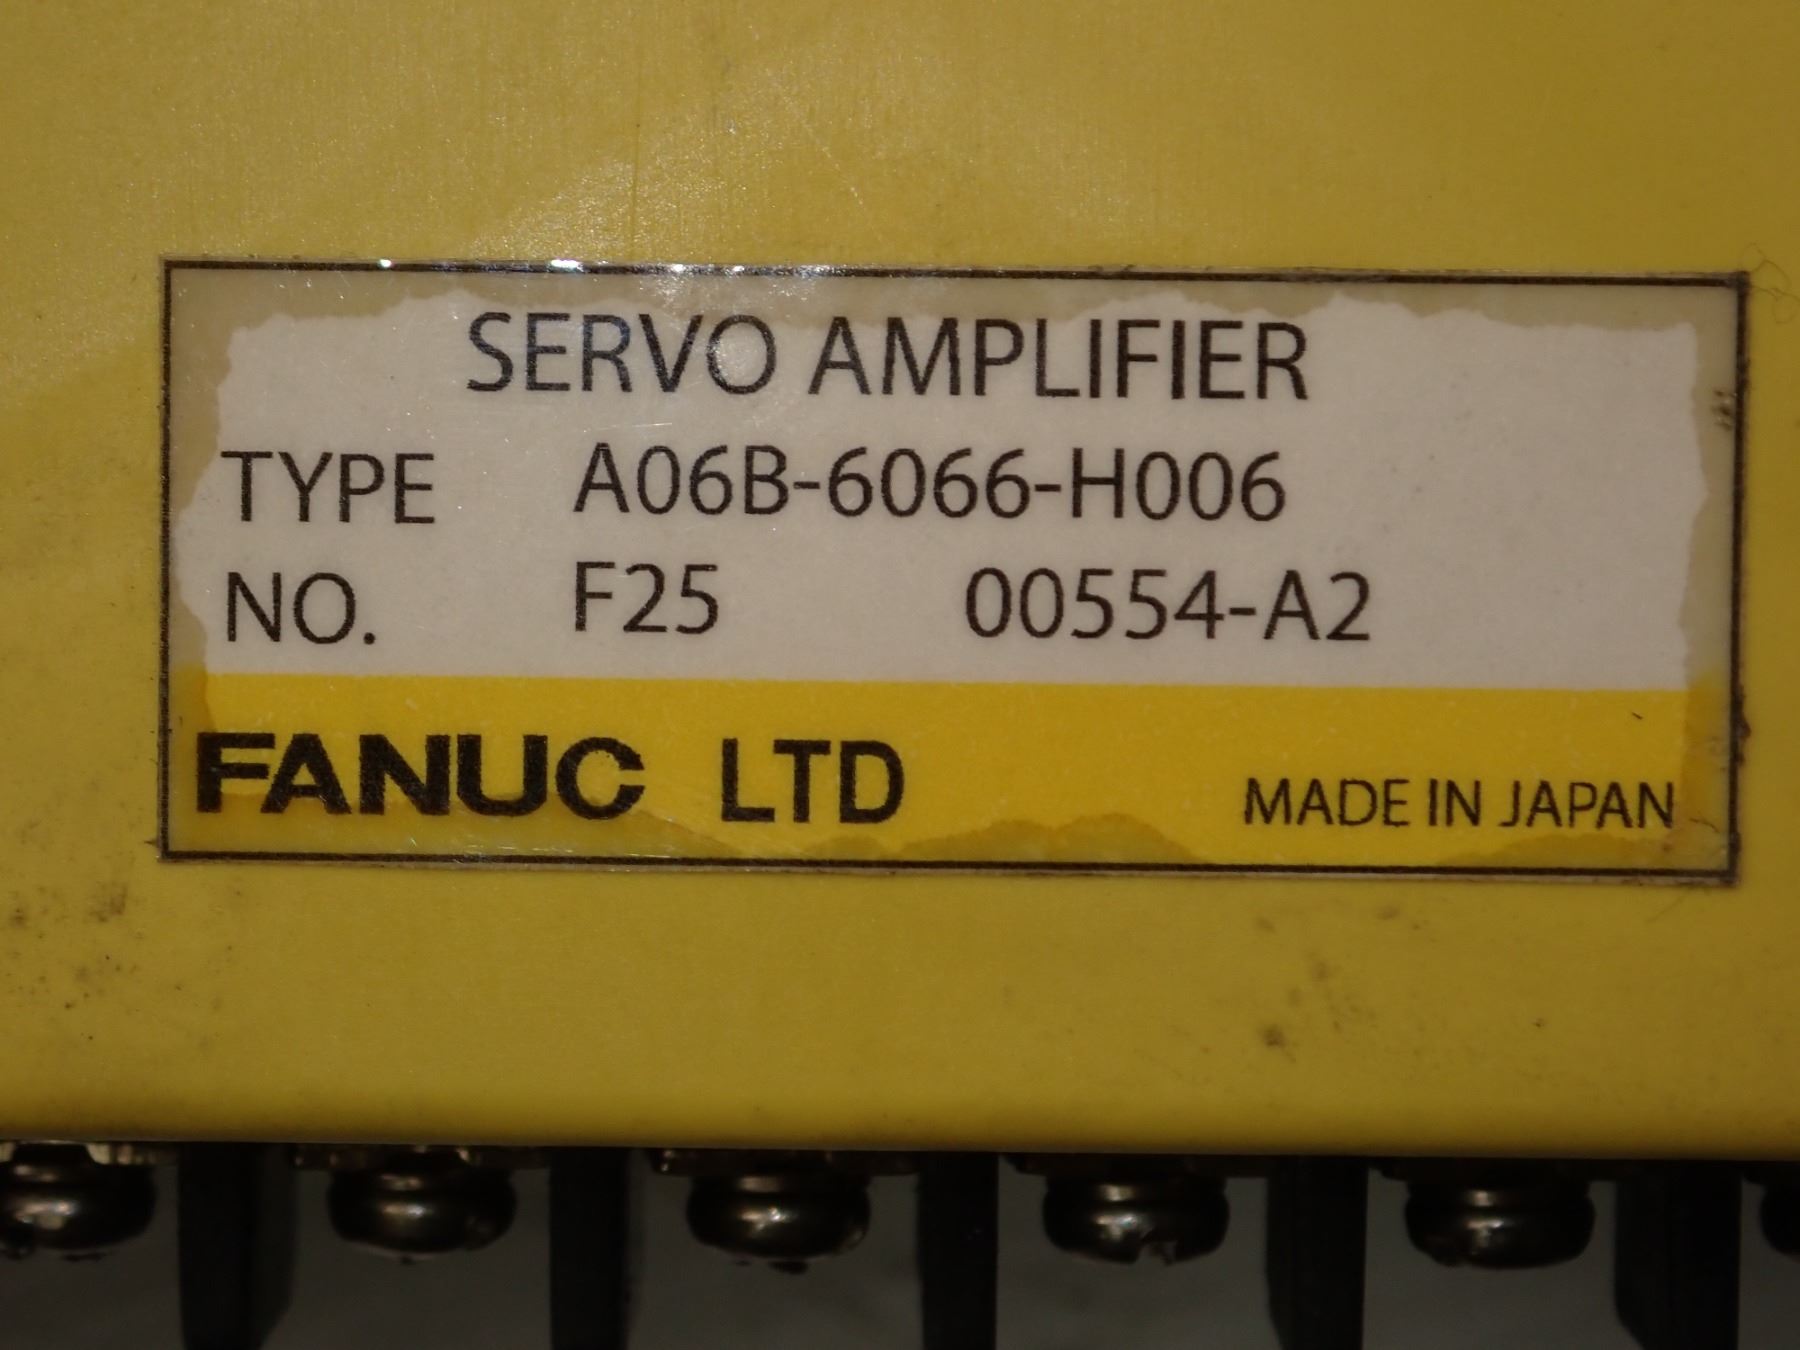 SERVO AMPLIFIER
TYPE A06B-6066-H006
NO. F25 00554-A2
FANUC LTD MADE IN JAPAN